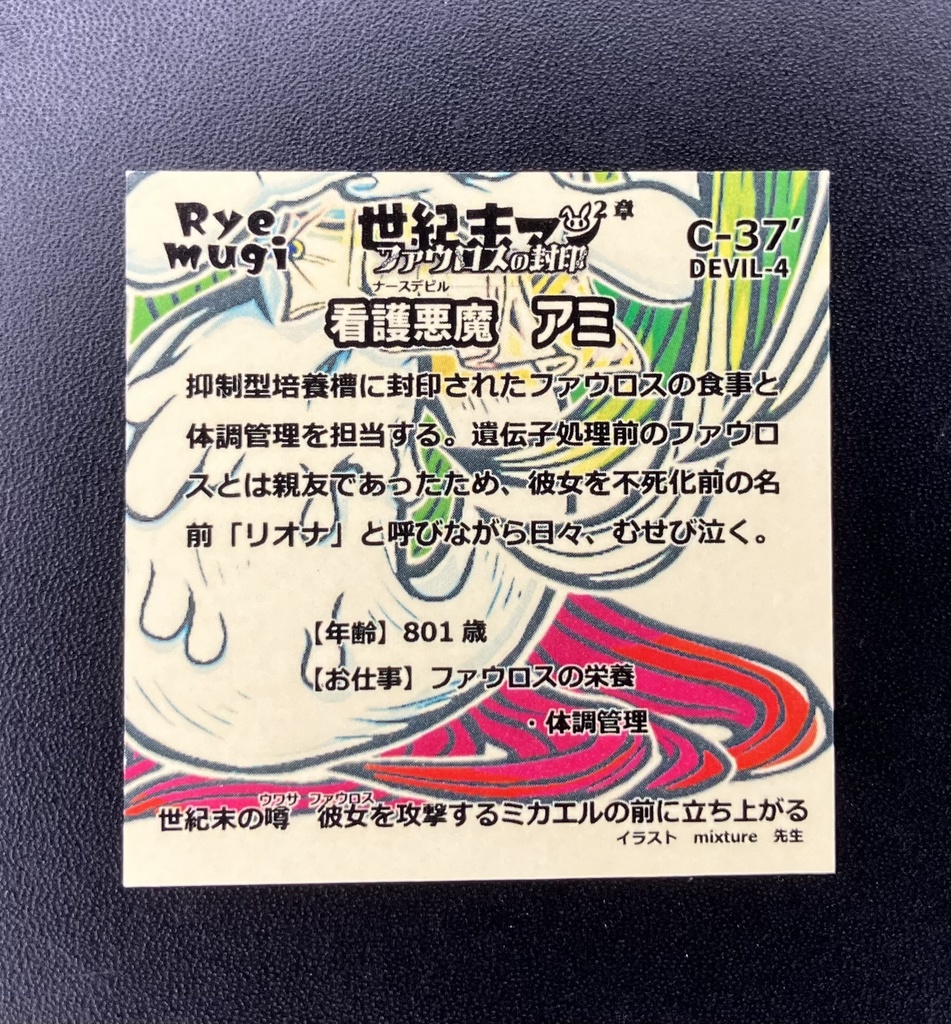 Rye mugi
世紀末マン 2章
ファウロスの封印
C-37'
DEVIL-4
ナースデビル
看護悪魔 アミ
抑制型培養槽に封印されたファウロスの食事と
体調管理を担当する。遺伝子処理前のファウロ
スとは親友であったため、彼女を不死化前の名
前「リオナ」と呼びながら日々、むせび泣く。
【年齢】801歳
【お仕事】ファウロスの栄養
・体調管理
ウワサ ファウロス
世紀末の噂 彼女を攻撃するミカエルの前に立ち上がる
イラスト mixture 先生